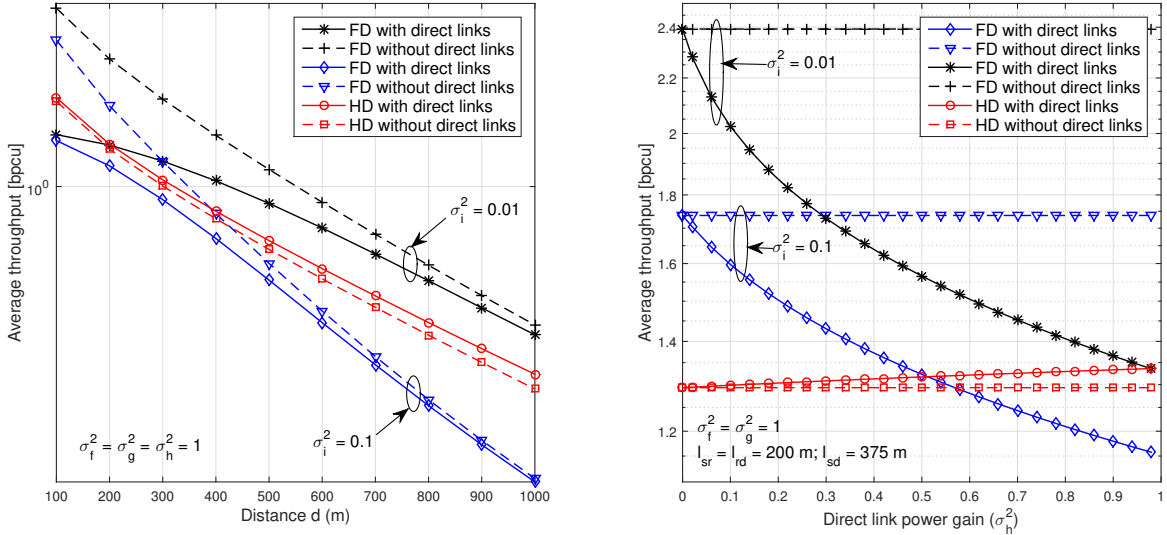 FD with direct links
FD without direct links
FD with direct links
FD without direct links
HD with direct links
HD without direct links
Average throughput [bpcu]
10^0
σ_i^2 = 0.01
σ_i^2 = 0.1
σ_f^2 = σ_g^2 = σ_h^2 = 1
100 200 300 400 500 600 700 800 900 1000
Distance d (m)
FD with direct links
FD without direct links
FD with direct links
FD without direct links
HD with direct links
HD without direct links
Average throughput [bpcu]
2.4
2.2
2
1.8
1.6
1.4
1.2
σ_i^2 = 0.01
σ_i^2 = 0.1
σ_f^2 = σ_g^2 = 1
l_sr = l_rd = 200 m; l_sd = 375 m
0 0.1 0.2 0.3 0.4 0.5 0.6 0.7 0.8 0.9 1
Direct link power gain (σ_h^2)